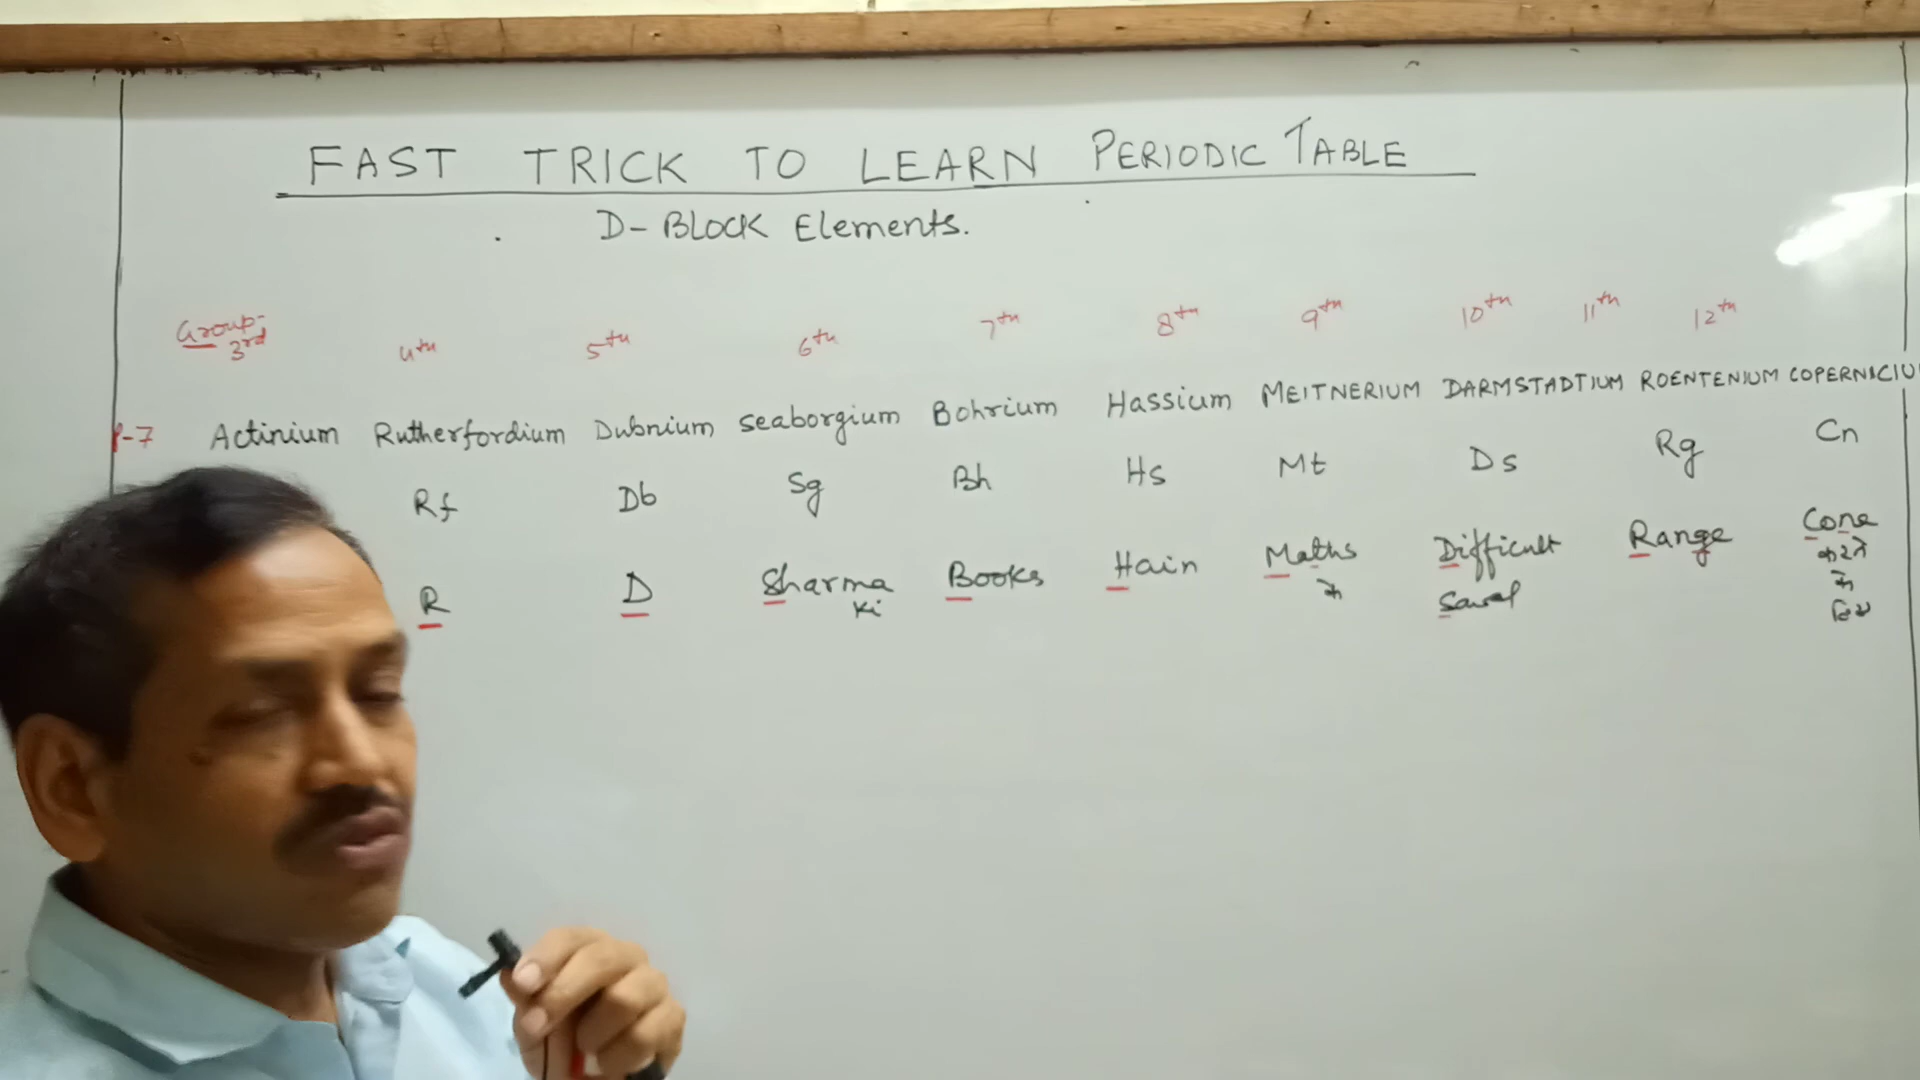 FAST TRICK TO LEARN PERIODIC TABLE
D-BLOCK Elements.
Group- 3rd 4th 5th 6th 7th 8th 9th 10th 11th 12th
P-7 Actinium Rutherfordium Dubnium seaborgium Bohrium Hassium MEITNERIUM DARMSTADTIUM ROENTENIUM COPERNICIU
Rf Db Sg Bh Hs Mt Ds Rg Cn
R D Sharma Books Hain Maths Difficult Range Cone
Ki के Sawal करने
के
लिए